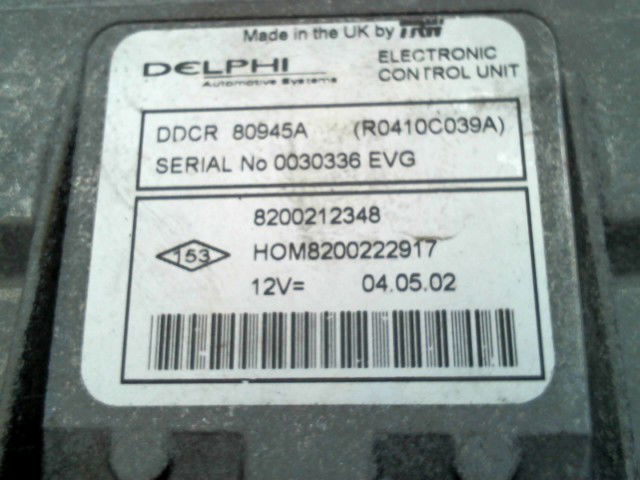 Made in the UK by TRW
DELPHI
Automotive Systems
ELECTRONIC
CONTROL UNIT
DDCR 80945A (R0410C039A)
SERIAL No 0030336 EVG
8200212348
153
HOM8200222917
12V= 04.05.02